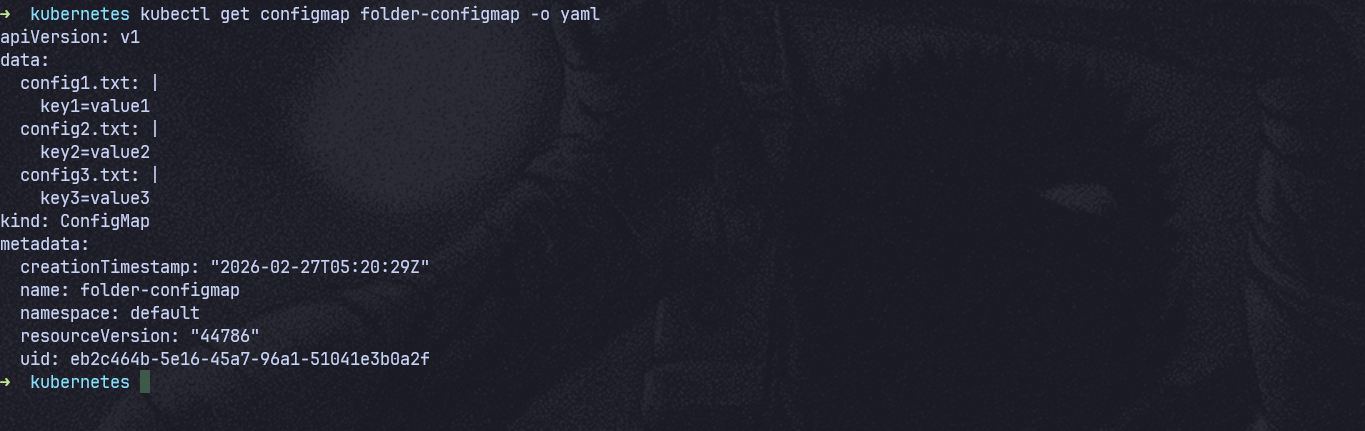 →  kubernetes kubectl get configmap folder-configmap -o yaml
apiVersion: v1
data:
  config1.txt: |
    key1=value1
  config2.txt: |
    key2=value2
  config3.txt: |
    key3=value3
kind: ConfigMap
metadata:
  creationTimestamp: "2026-02-27T05:20:29Z"
  name: folder-configmap
  namespace: default
  resourceVersion: "44786"
  uid: eb2c464b-5e16-45a7-96a1-51041e3b0a2f
→  kubernetes